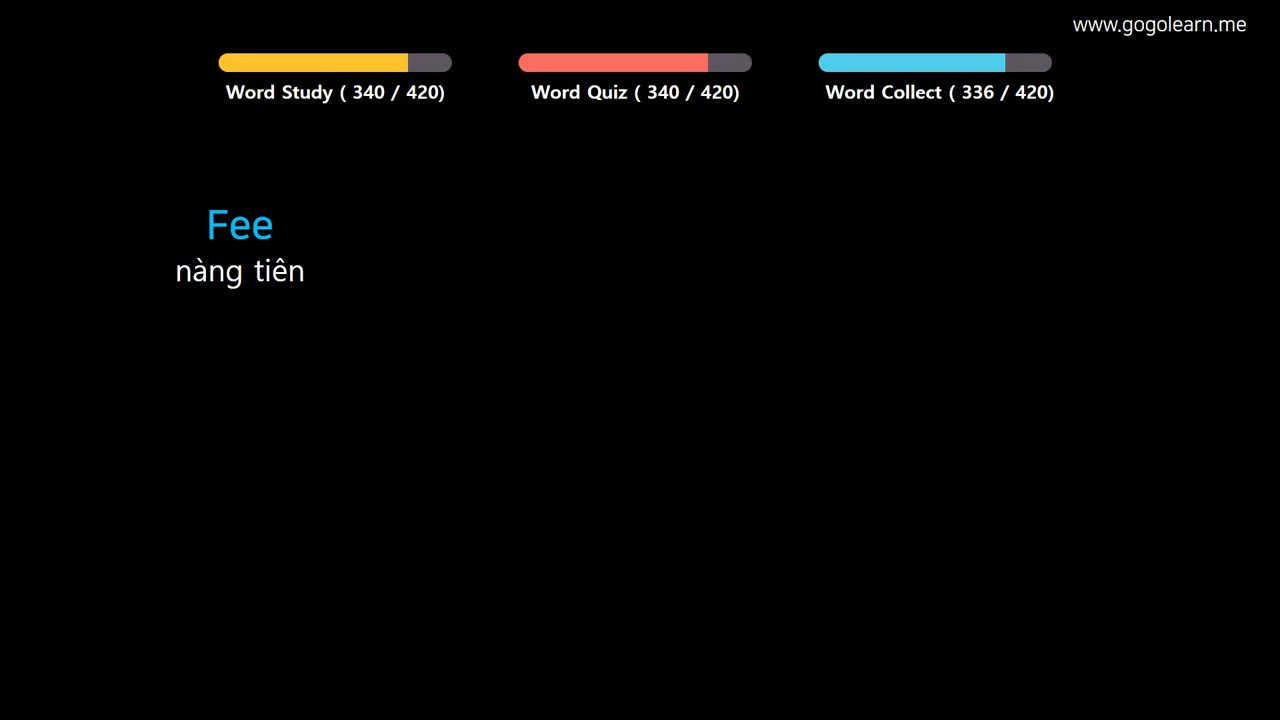 www.gogolearn.me
Word Study ( 340 / 420)
Word Quiz ( 340 / 420)
Word Collect ( 336 / 420)
Fee
nàng tiên